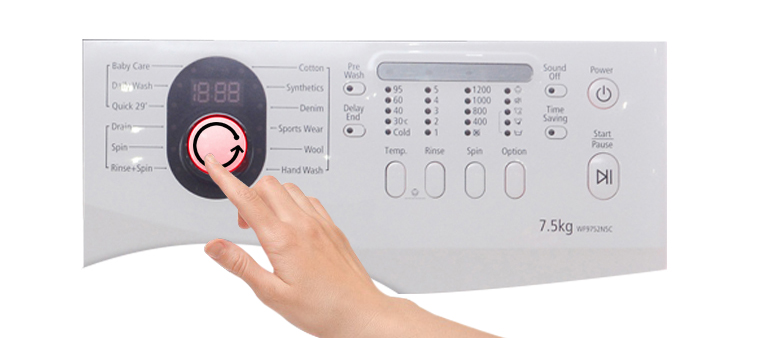 Baby Care
Daily Wash
Quick 29'
Drain
Spin
Rinse+Spin
18:88
Cotton
Synthetics
Denim
Sports Wear
Wool
Hand Wash
Pre
Wash
Delay
End
95
60
40
30c
Cold
5
4
3
2
1
1200
1000
800
400
Temp.
Rinse
Spin
Option
Sound
Off
Time
Saving
Power
Start
Pause
7.5kg WF9752N5C